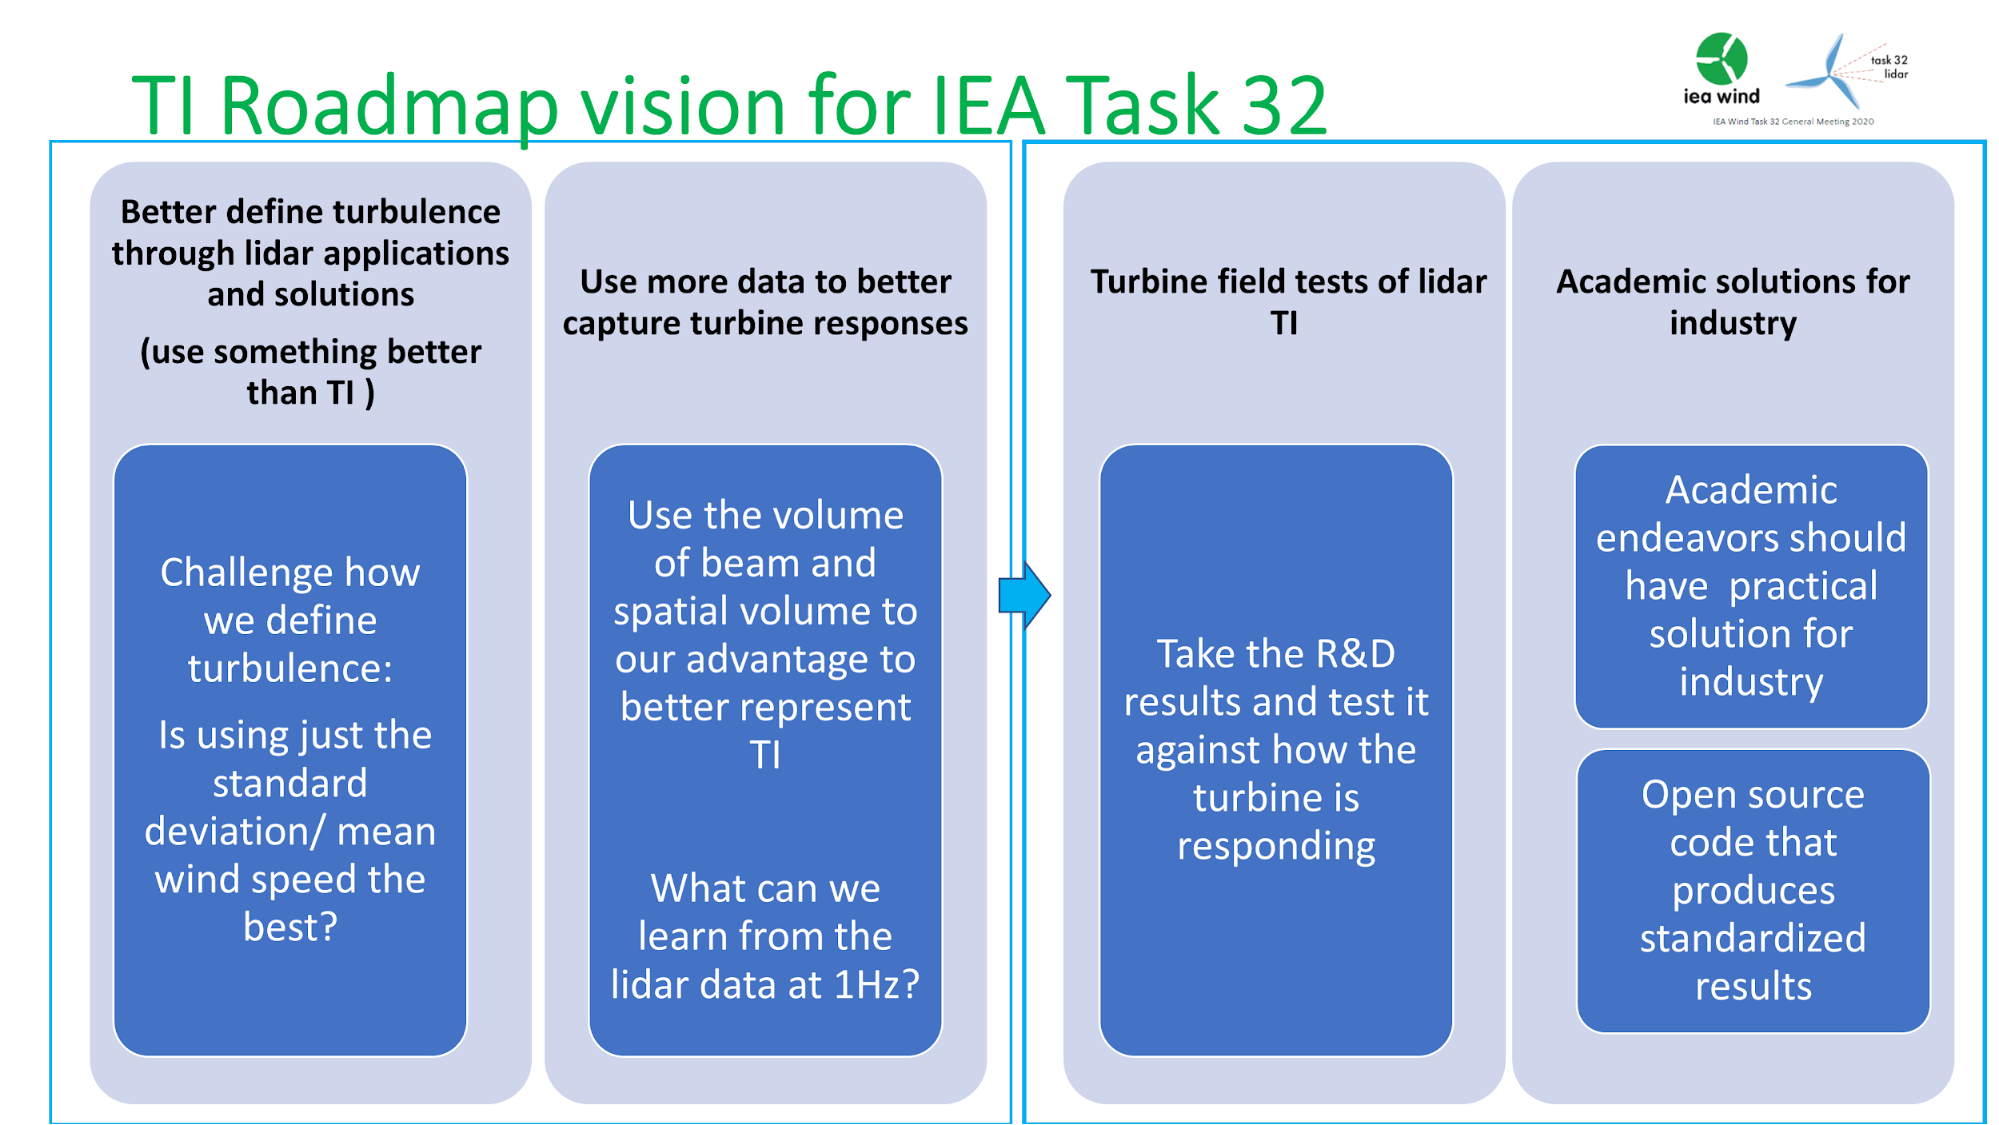 TI Roadmap vision for IEA Task 32
iea wind
task 32
lidar
IEA Wind Task 32 General Meeting 2020
Better define turbulence
through lidar applications
and solutions
(use something better
than TI )
Challenge how
we define
turbulence:
Is using just the
standard
deviation/ mean
wind speed the
best?
Use more data to better
capture turbine responses
Use the volume
of beam and
spatial volume to
our advantage to
better represent
TI
What can we
learn from the
lidar data at 1Hz?
Turbine field tests of lidar
TI
Take the R&D
results and test it
against how the
turbine is
responding
Academic solutions for
industry
Academic
endeavors should
have  practical
solution for
industry
Open source
code that
produces
standardized
results